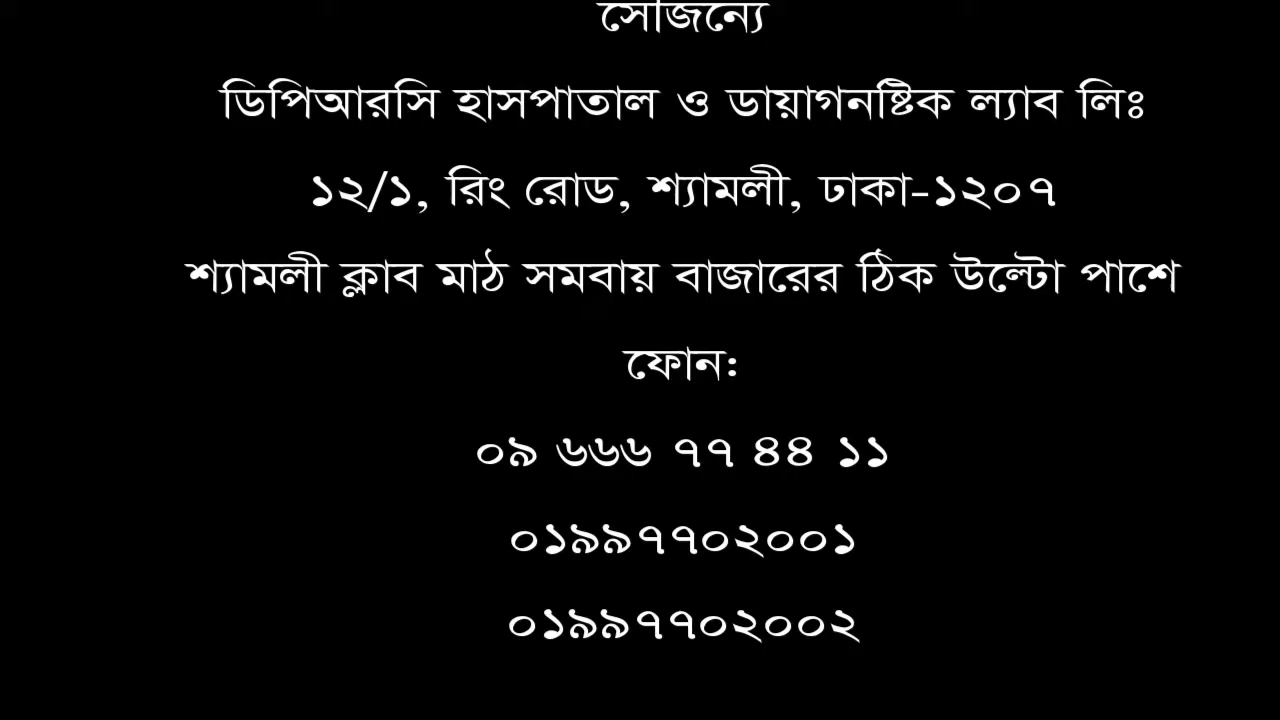 সৌজন্যে
ডিপিআরসি হাসপাতাল ও ডায়াগনষ্টিক ল্যাব লিঃ
১২/১, রিং রোড, শ্যামলী, ঢাকা-১২০৭
শ্যামলী ক্লাব মাঠ সমবায় বাজারের ঠিক উল্টো পাশে
ফোন:
০৯ ৬৬৬ ৭৭ ৪৪ ১১
০১৯৯৭৭০২০০১
০১৯৯৭৭০২০০২